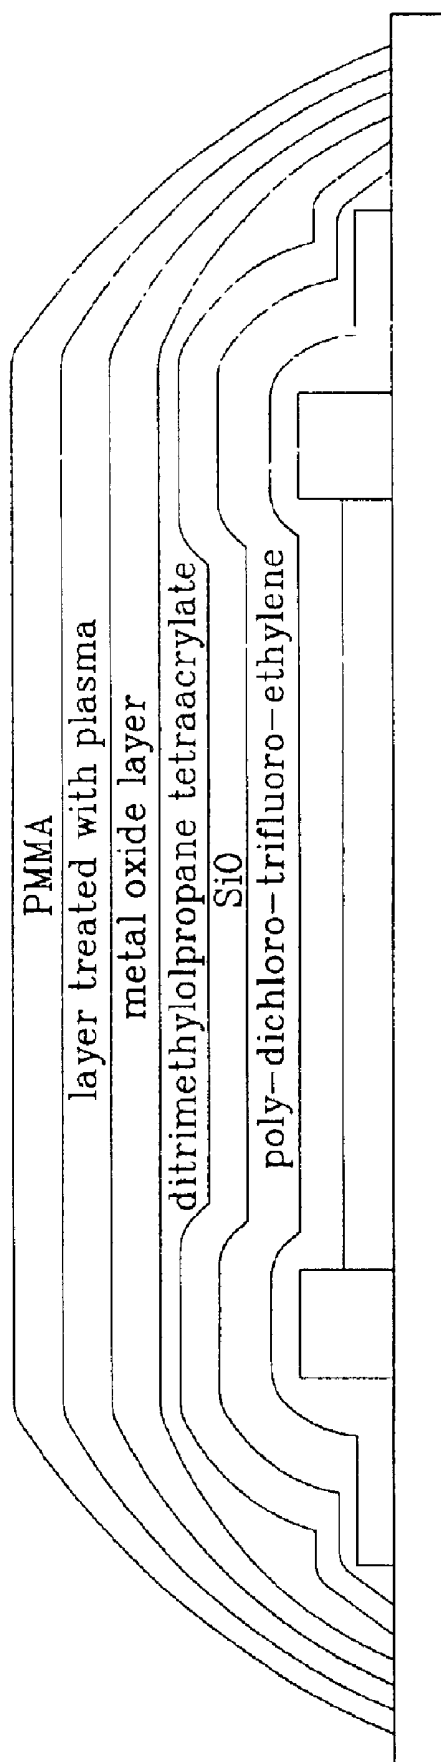 PMMA
layer treated with plasma
metal oxide layer
ditrimethylolpropane tetraacrylate
SiO
poly-dichloro-trifluoro-ethylene